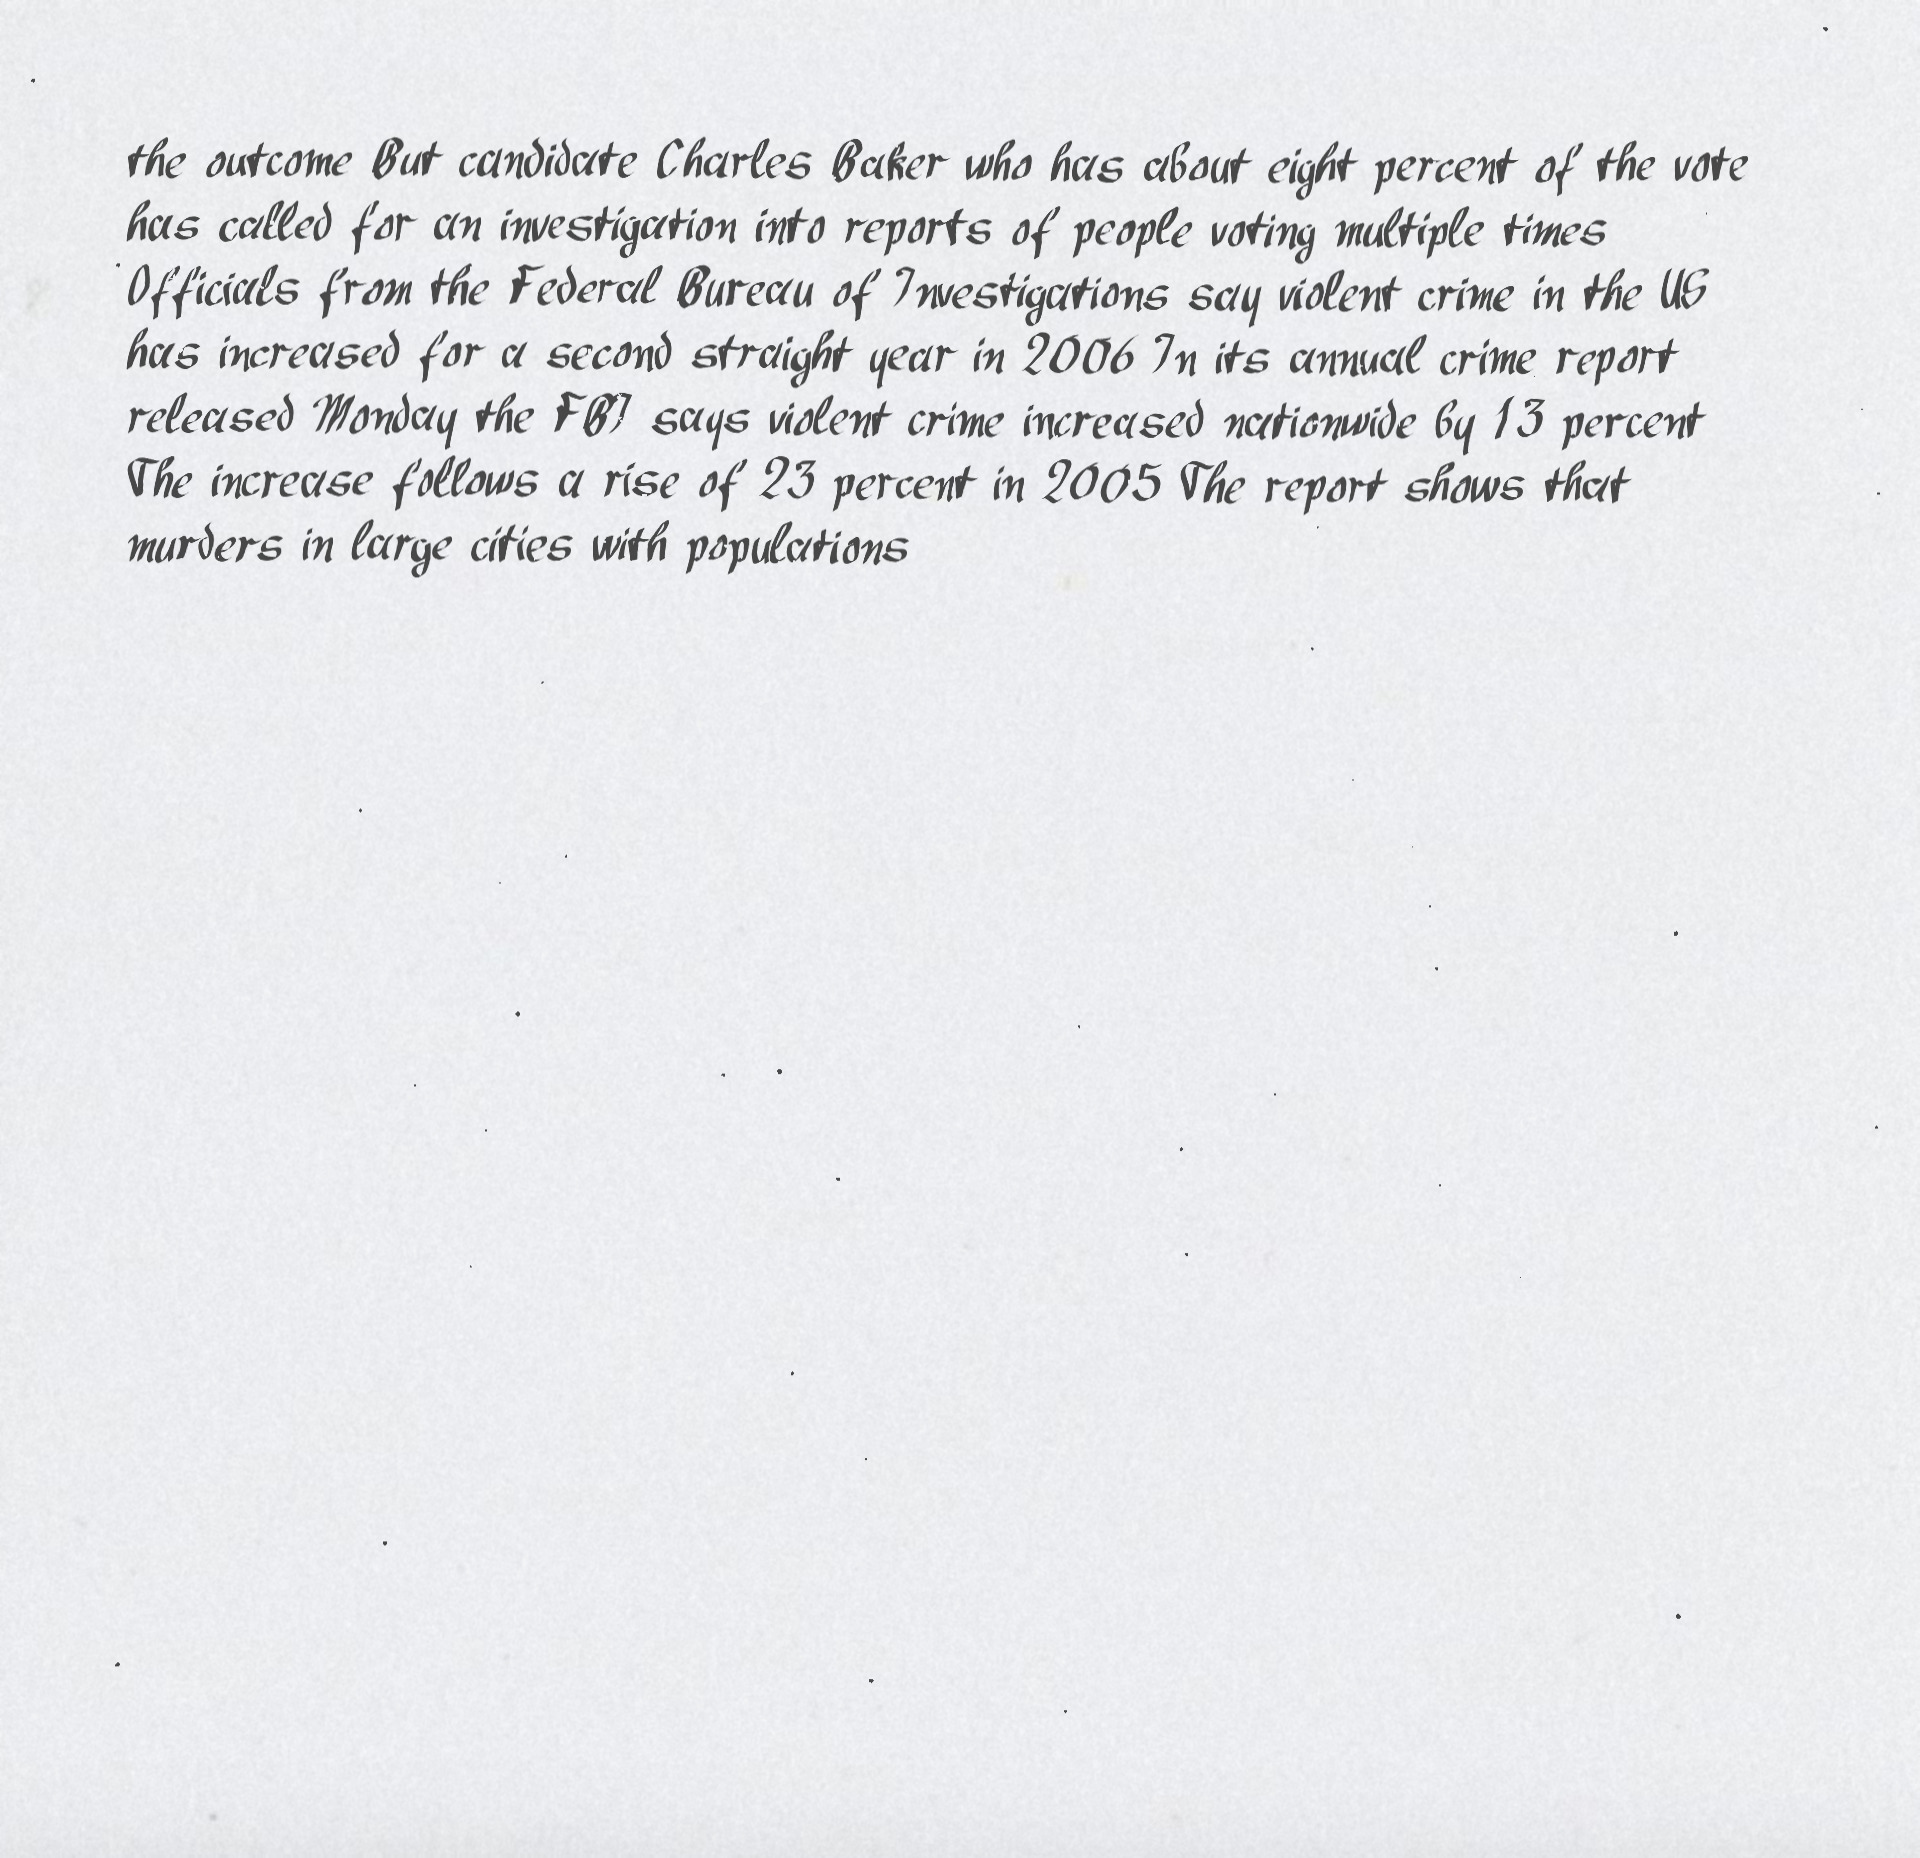 the outcome But candidate Charles Baker who has about eight percent of the vote
has called for an investigation into reports of people voting multiple times
Officials from the Federal Bureau of Investigations say violent crime in the US
has increased for a second straight year in 2006 In its annual crime report
released Monday the FBI says violent crime increased nationwide by 13 percent
The increase follows a rise of 23 percent in 2005 The report shows that
murders in large cities with populations